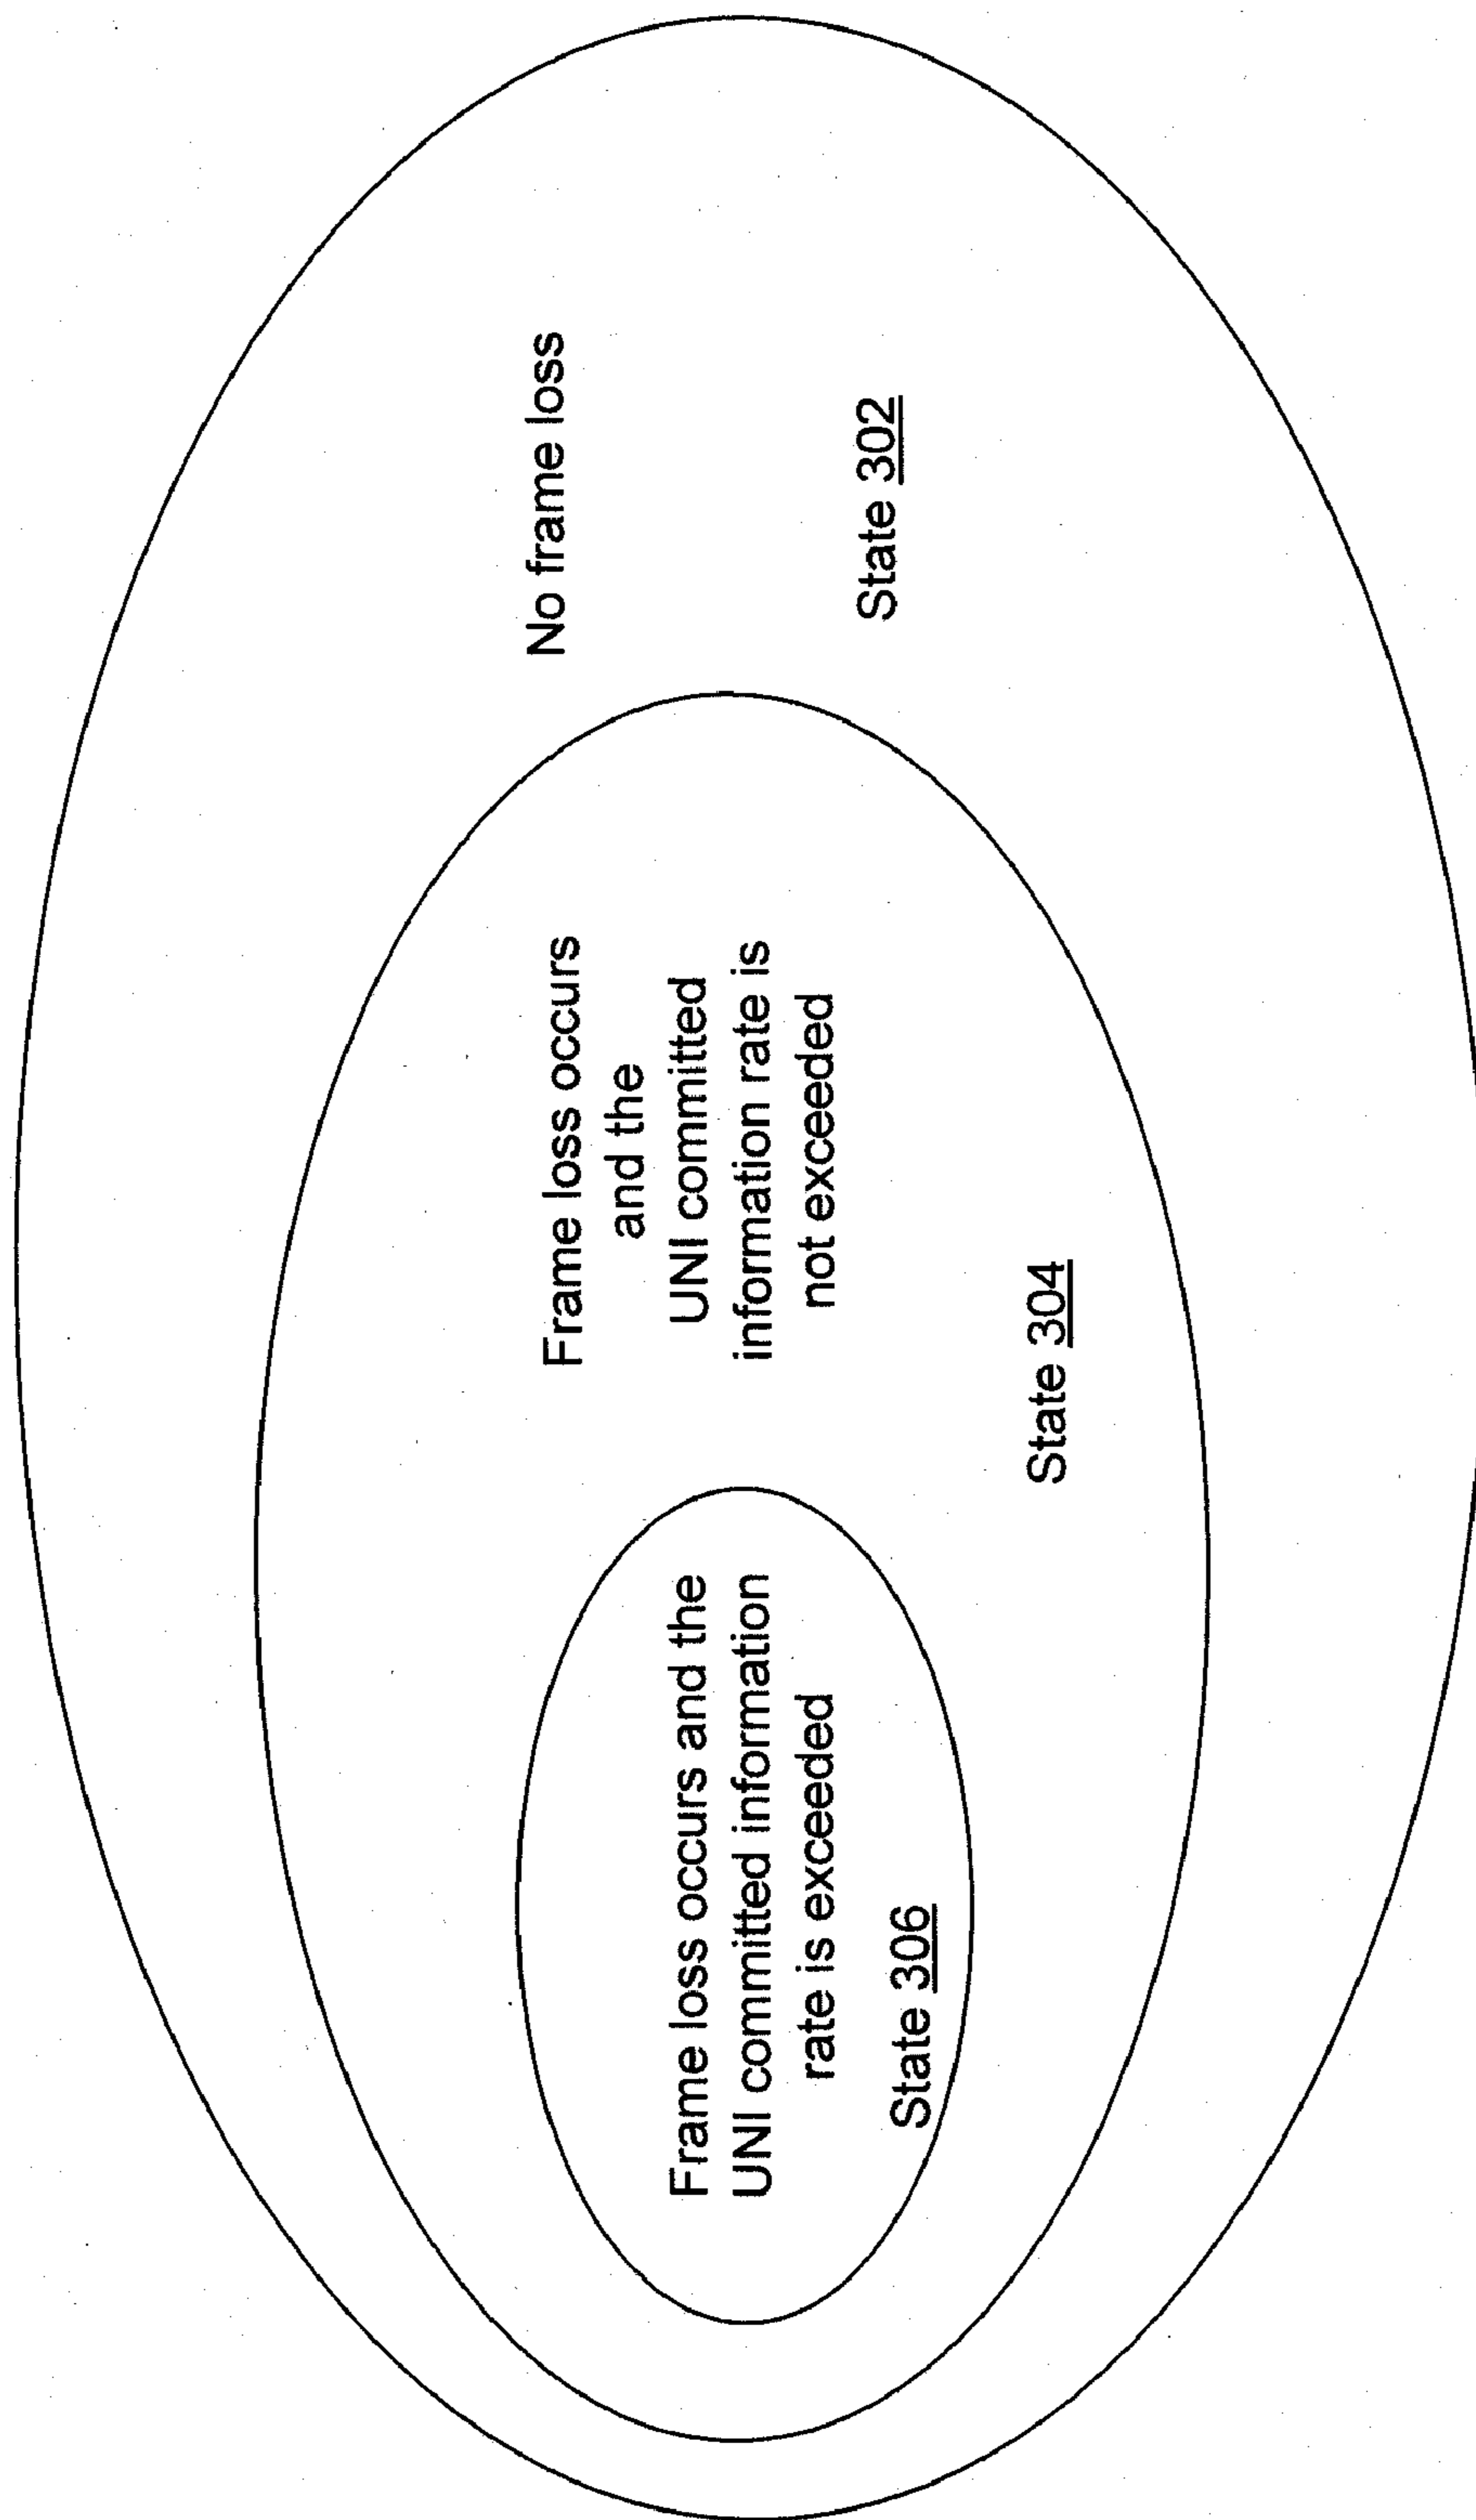 Frame loss occurs and the
UNI committed information
rate is exceeded
State 306
Frame loss occurs
and the
UNI committed
information rate is
not exceeded
State 304
No frame loss
State 302